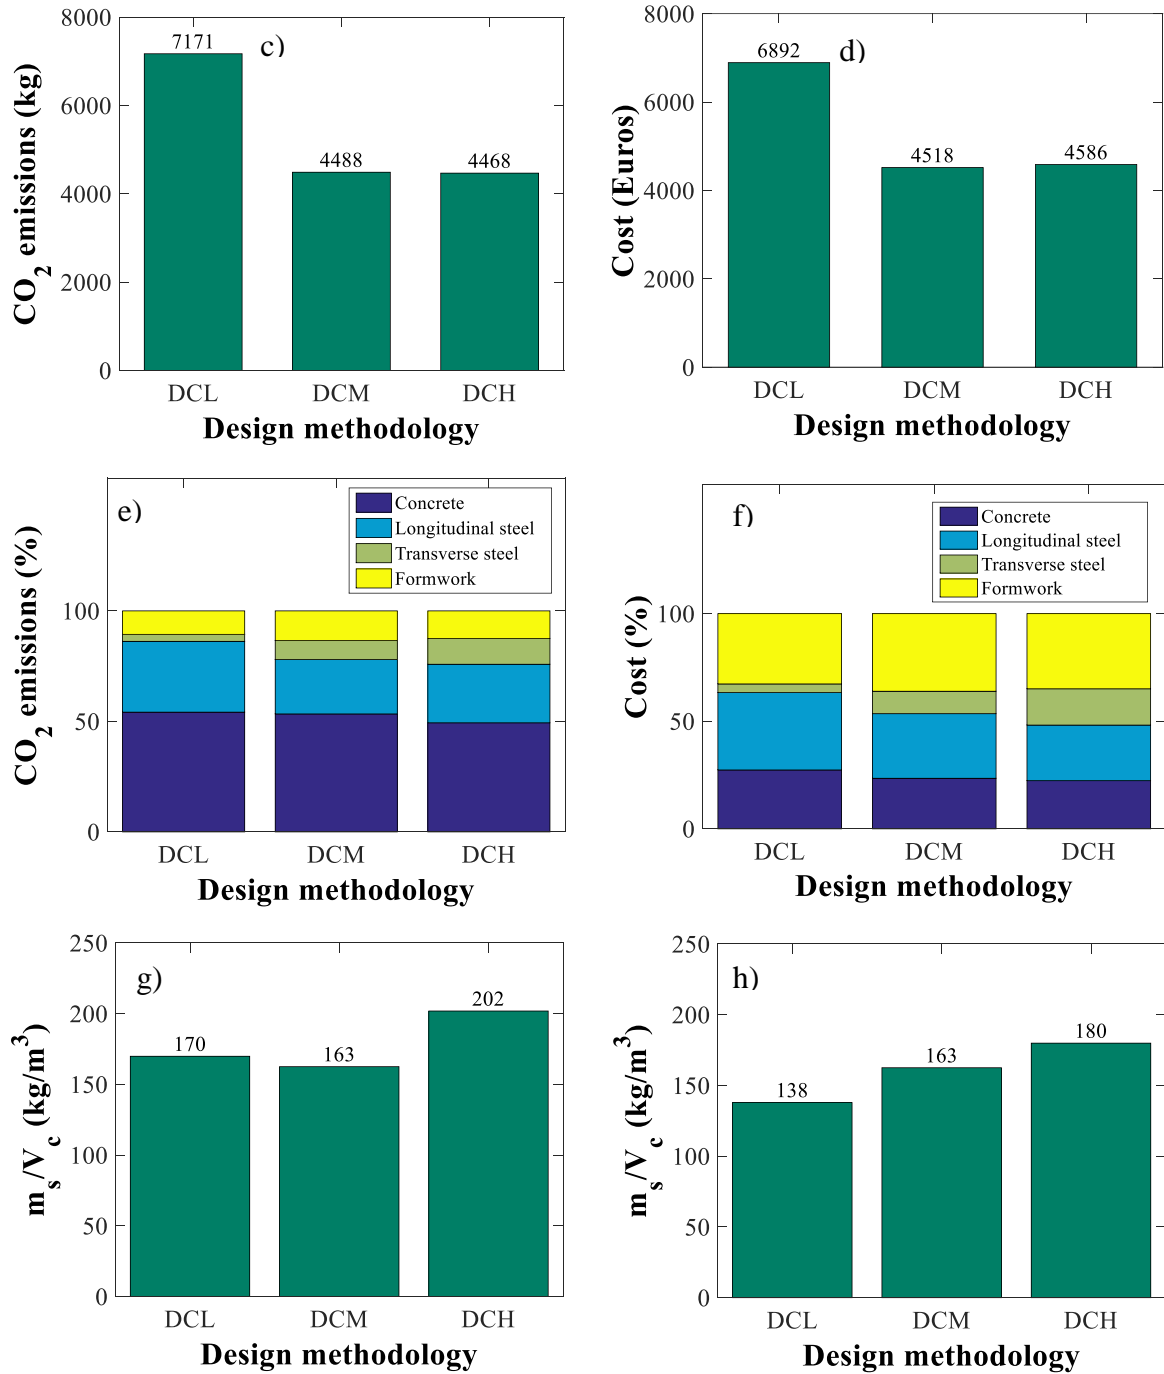 c)
8000
6000
4000
2000
0
CO2 emissions (kg)
7171
4488
4468
DCL DCM DCH
Design methodology
d)
8000
6000
4000
2000
0
Cost (Euros)
6892
4518
4586
DCL DCM DCH
Design methodology
e)
Concrete
Longitudinal steel
Transverse steel
Formwork
100
50
0
CO2 emissions (%)
DCL DCM DCH
Design methodology
f)
Concrete
Longitudinal steel
Transverse steel
Formwork
100
50
0
Cost (%)
DCL DCM DCH
Design methodology
g)
250
200
150
100
50
0
ms/Vc (kg/m3)
170
163
202
DCL DCM DCH
Design methodology
h)
250
200
150
100
50
0
ms/Vc (kg/m3)
138
163
180
DCL DCM DCH
Design methodology